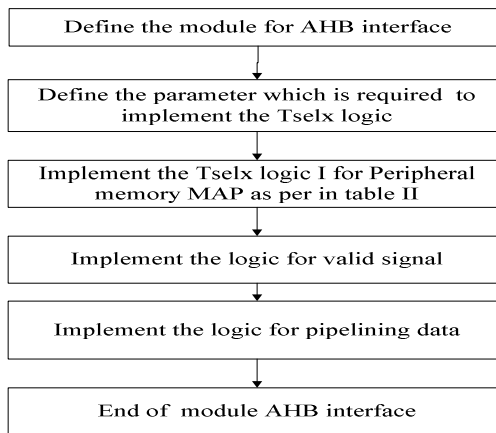 Define the module for AHB interface
Define the parameter which is required to
implement the Tselx logic
Implement the Tselx logic I for Peripheral
memory MAP as per in table II
Implement the logic for valid signal
Implement the logic for pipelining data
End of module AHB interface